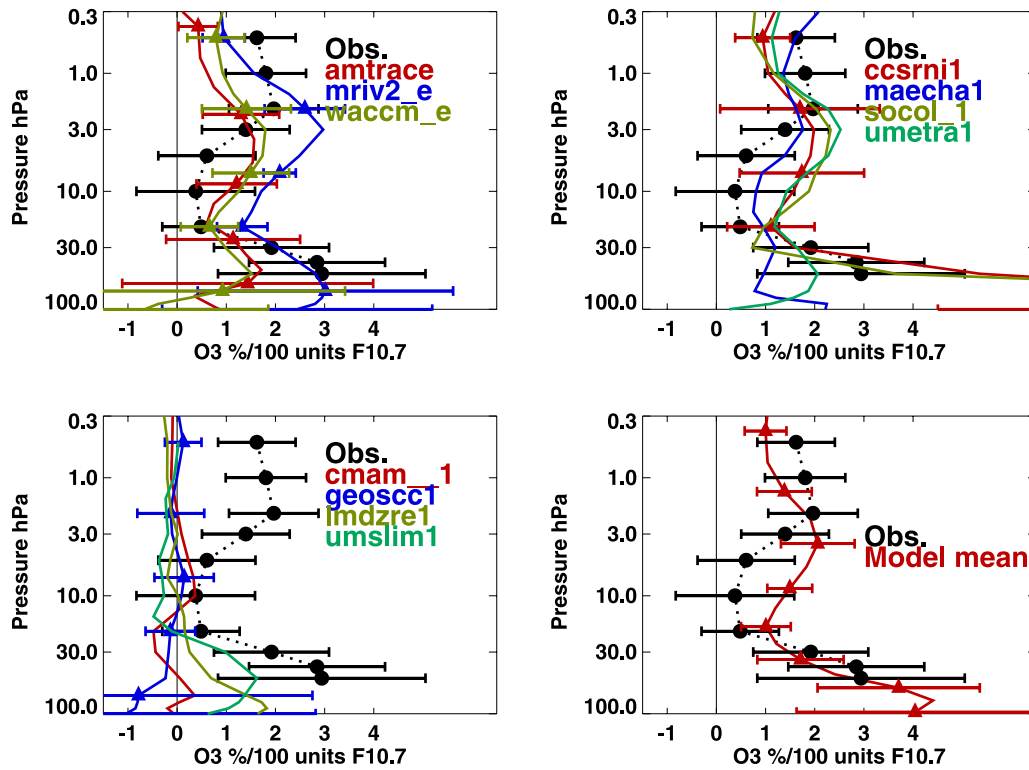 0.3
1.0
3.0
10.0
30.0
100.0
Pressure hPa
Obs.
amtrace
mriv2_e
waccm_e
-1 0 1 2 3 4
O3 %/100 units F10.7
0.3
1.0
3.0
10.0
30.0
100.0
Pressure hPa
Obs.
ccsrni1
maecha1
socol_1
umetra1
-1 0 1 2 3 4
O3 %/100 units F10.7
0.3
1.0
3.0
10.0
30.0
100.0
Pressure hPa
Obs.
cmam__1
geoscc1
lmdzre1
umslim1
-1 0 1 2 3 4
O3 %/100 units F10.7
0.3
1.0
3.0
10.0
30.0
100.0
Pressure hPa
Obs.
Model mean
-1 0 1 2 3 4
O3 %/100 units F10.7